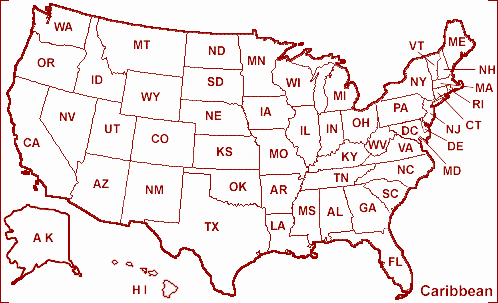 WA
MT
ND
MN
ME
VT
NH
OR
ID
SD
WI
NY
MA
MI
RI
WY
IA
NE
PA
CT
NJ
NV
UT
CO
IL
IN
OH
DC
DE
CA
KS
MO
KY
WV
VA
MD
AZ
NM
OK
AR
TN
NC
SC
TX
LA
MS
AL
GA
AK
FL
HI
Caribbean